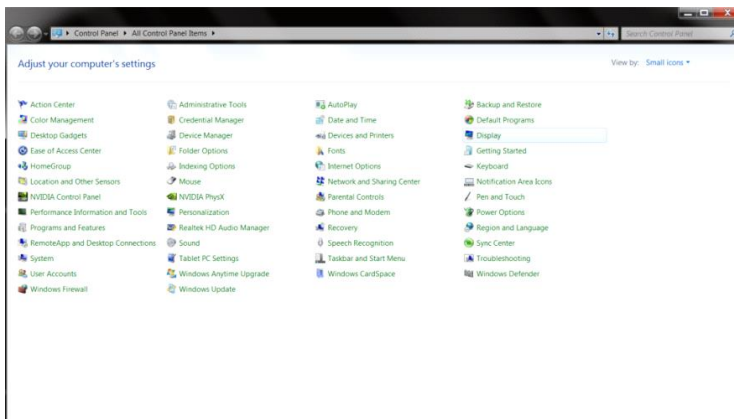 Control Panel ▸ All Control Panel Items ▸
Search Control Panel
Adjust your computer's settings
View by: Small icons
Action Center
Administrative Tools
AutoPlay
Backup and Restore
Color Management
Credential Manager
Date and Time
Default Programs
Desktop Gadgets
Device Manager
Devices and Printers
Display
Ease of Access Center
Folder Options
Fonts
Getting Started
HomeGroup
Indexing Options
Internet Options
Keyboard
Location and Other Sensors
Mouse
Network and Sharing Center
Notification Area Icons
NVIDIA Control Panel
NVIDIA PhysX
Parental Controls
Pen and Touch
Performance Information and Tools
Personalization
Phone and Modem
Power Options
Programs and Features
Realtek HD Audio Manager
Recovery
Region and Language
RemoteApp and Desktop Connections
Sound
Speech Recognition
Sync Center
System
Tablet PC Settings
Taskbar and Start Menu
Troubleshooting
User Accounts
Windows Anytime Upgrade
Windows CardSpace
Windows Defender
Windows Firewall
Windows Update